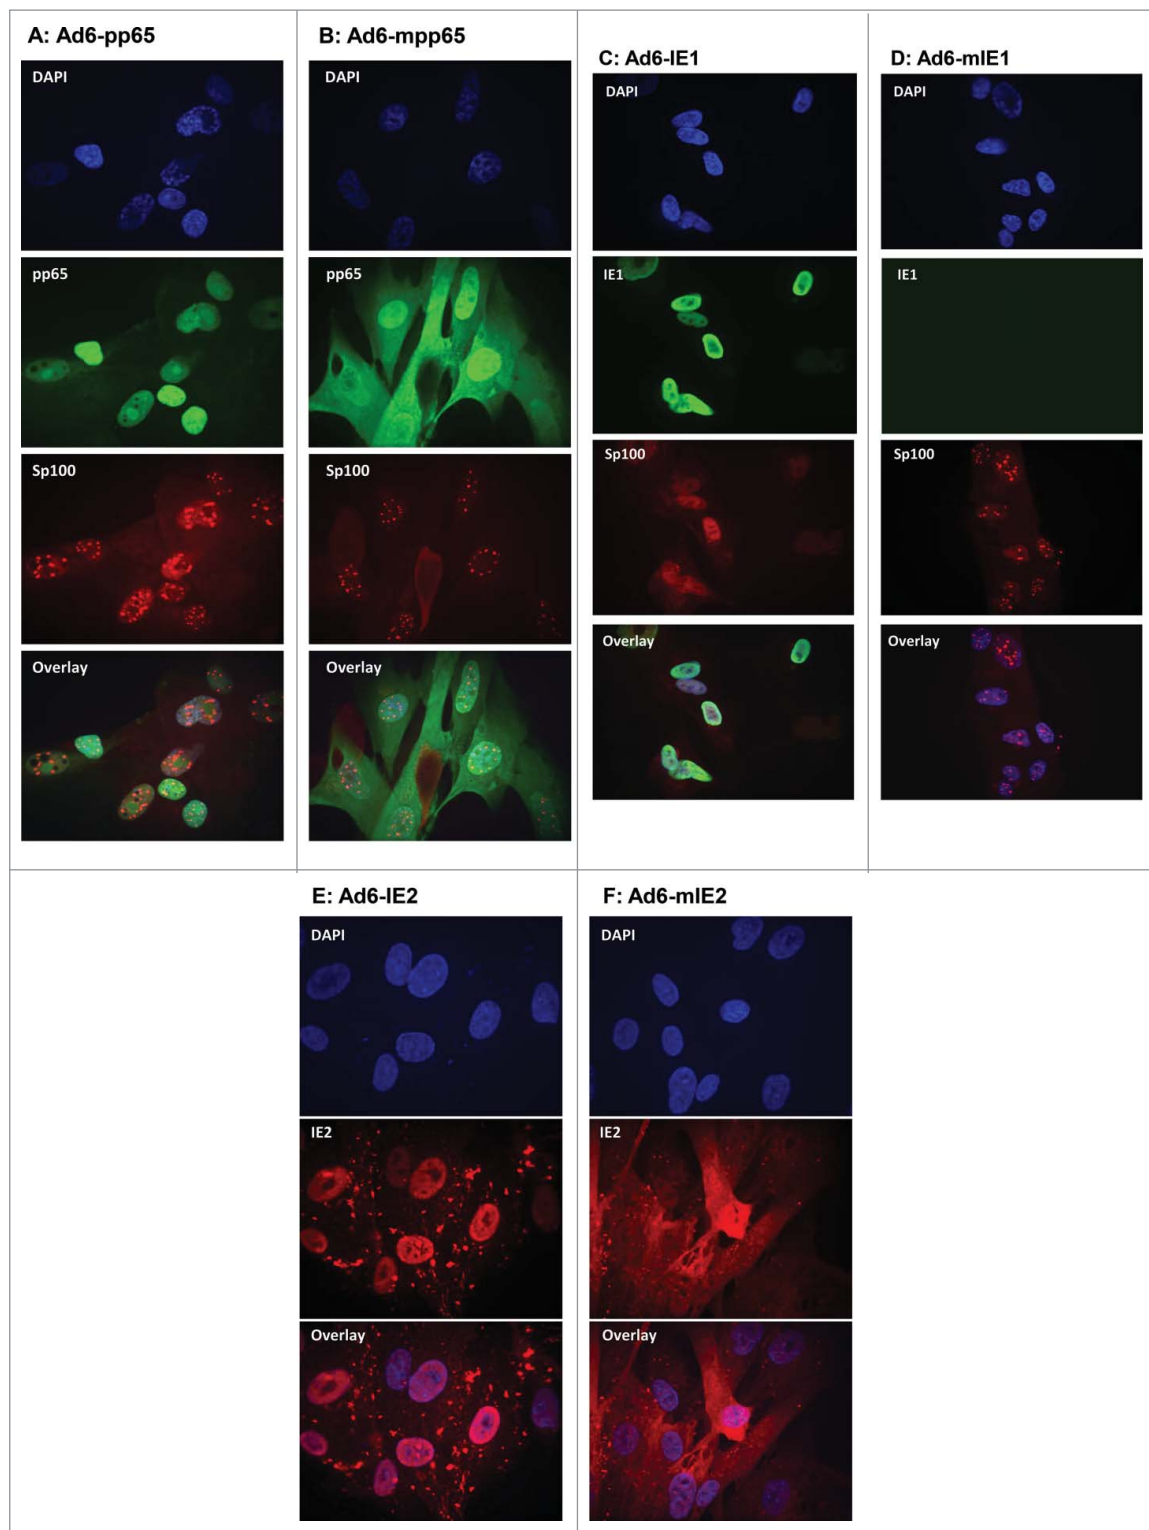 A: Ad6-pp65
DAPI
pp65
Sp100
Overlay
B: Ad6-mpp65
DAPI
pp65
Sp100
Overlay
C: Ad6-IE1
DAPI
IE1
Sp100
Overlay
D: Ad6-mIE1
DAPI
IE1
Sp100
Overlay
E: Ad6-IE2
DAPI
IE2
Overlay
F: Ad6-mIE2
DAPI
IE2
Overlay